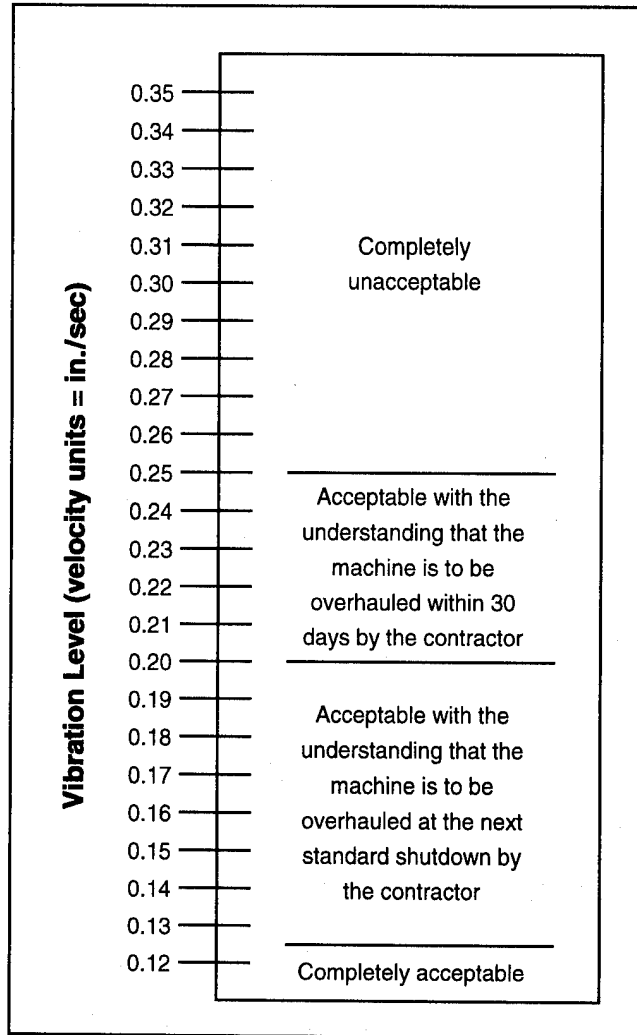 Vibration Level (velocity units = in./sec)
0.35
0.34
0.33
0.32
0.31
0.30
0.29
0.28
0.27
0.26
0.25
0.24
0.23
0.22
0.21
0.20
0.19
0.18
0.17
0.16
0.15
0.14
0.13
0.12
Completely
unacceptable
Acceptable with the
understanding that the
machine is to be
overhauled within 30
days by the contractor
Acceptable with the
understanding that the
machine is to be
overhauled at the next
standard shutdown by
the contractor
Completely acceptable